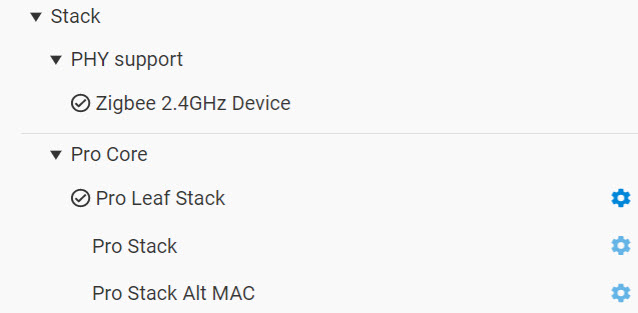 Stack
PHY support
Zigbee 2.4GHz Device
Pro Core
Pro Leaf Stack
Pro Stack
Pro Stack Alt MAC